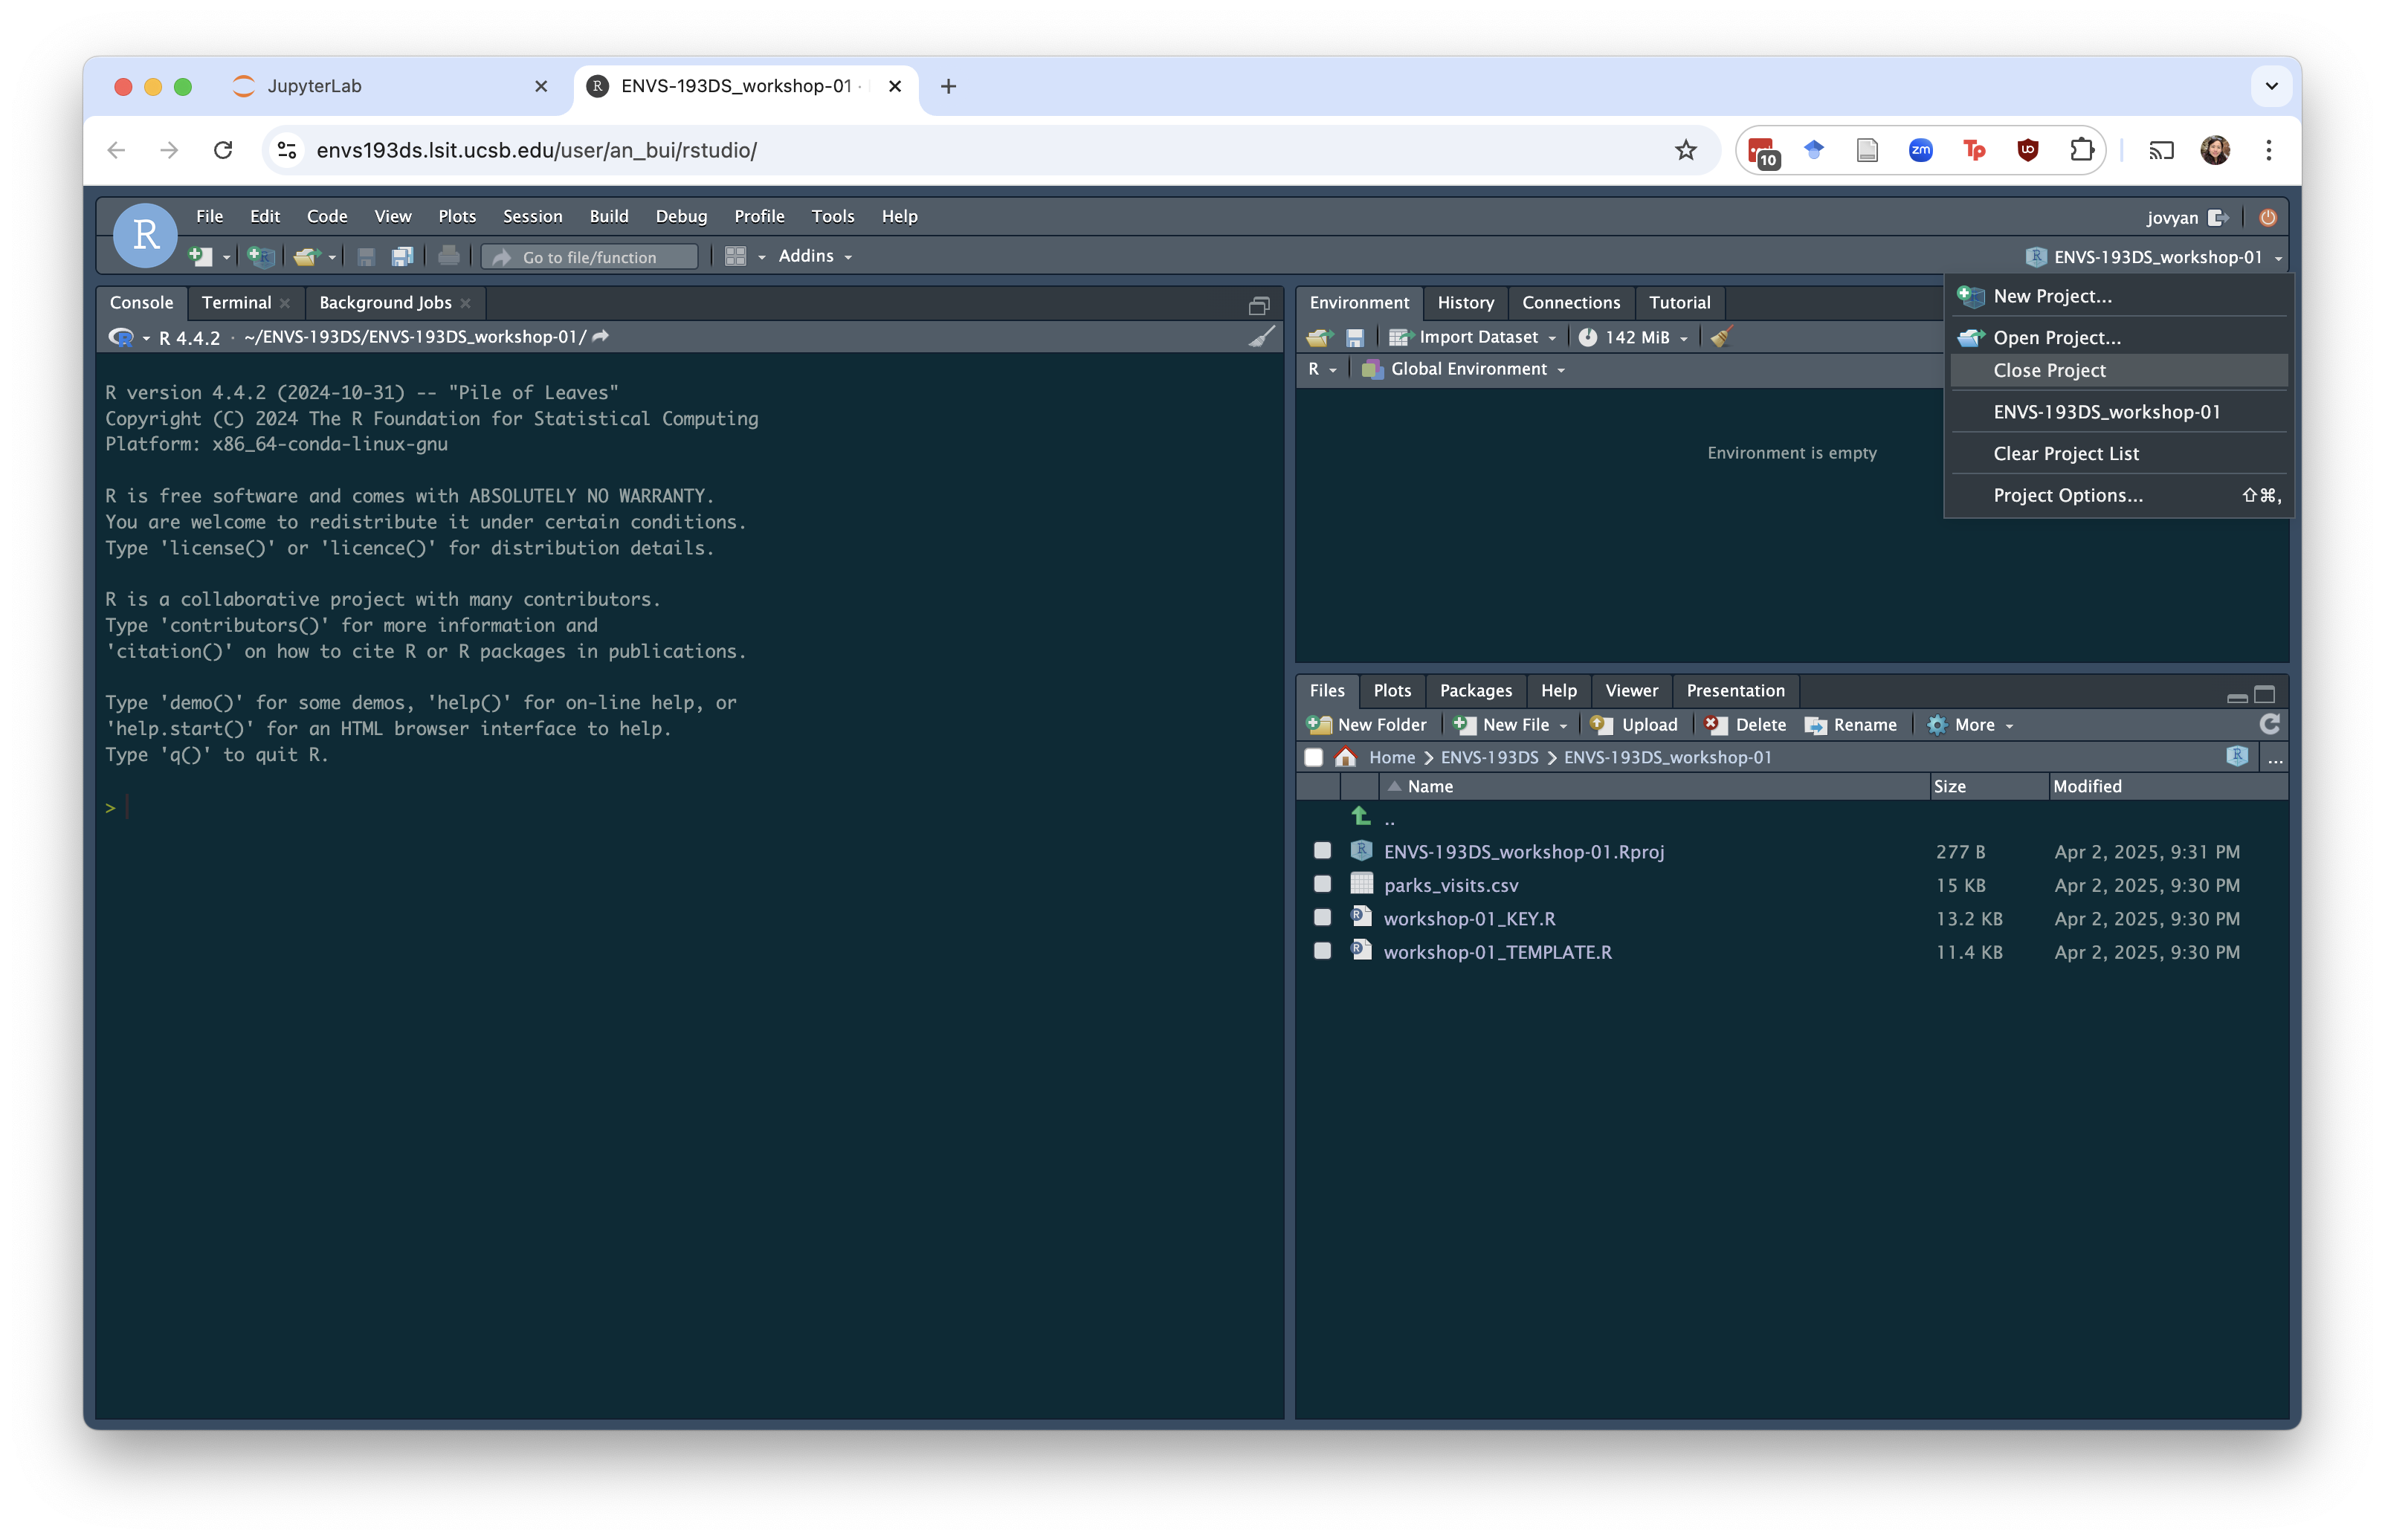 JupyterLab
ENVS-193DS_workshop-01 ·
envs193ds.lsit.ucsb.edu/user/an_bui/rstudio/
10
zm
Tp
R
File Edit Code View Plots Session Build Debug Profile Tools Help
jovyan
Go to file/function
Addins
ENVS-193DS_workshop-01
New Project...
Open Project...
Close Project
ENVS-193DS_workshop-01
Clear Project List
Project Options... ⇧⌘,
Console Terminal Background Jobs
R 4.4.2 · ~/ENVS-193DS/ENVS-193DS_workshop-01/
R version 4.4.2 (2024-10-31) -- "Pile of Leaves"
Copyright (C) 2024 The R Foundation for Statistical Computing
Platform: x86_64-conda-linux-gnu
R is free software and comes with ABSOLUTELY NO WARRANTY.
You are welcome to redistribute it under certain conditions.
Type 'license()' or 'licence()' for distribution details.
R is a collaborative project with many contributors.
Type 'contributors()' for more information and
'citation()' on how to cite R or R packages in publications.
Type 'demo()' for some demos, 'help()' for on-line help, or
'help.start()' for an HTML browser interface to help.
Type 'q()' to quit R.
>
Environment History Connections Tutorial
Import Dataset 142 MiB
R Global Environment
Environment is empty
Files Plots Packages Help Viewer Presentation
New Folder New File Upload Delete Rename More
Home ENVS-193DS ENVS-193DS_workshop-01 ...
Name Size Modified
..
ENVS-193DS_workshop-01.Rproj 277 B Apr 2, 2025, 9:31 PM
parks_visits.csv 15 KB Apr 2, 2025, 9:30 PM
workshop-01_KEY.R 13.2 KB Apr 2, 2025, 9:30 PM
workshop-01_TEMPLATE.R 11.4 KB Apr 2, 2025, 9:30 PM